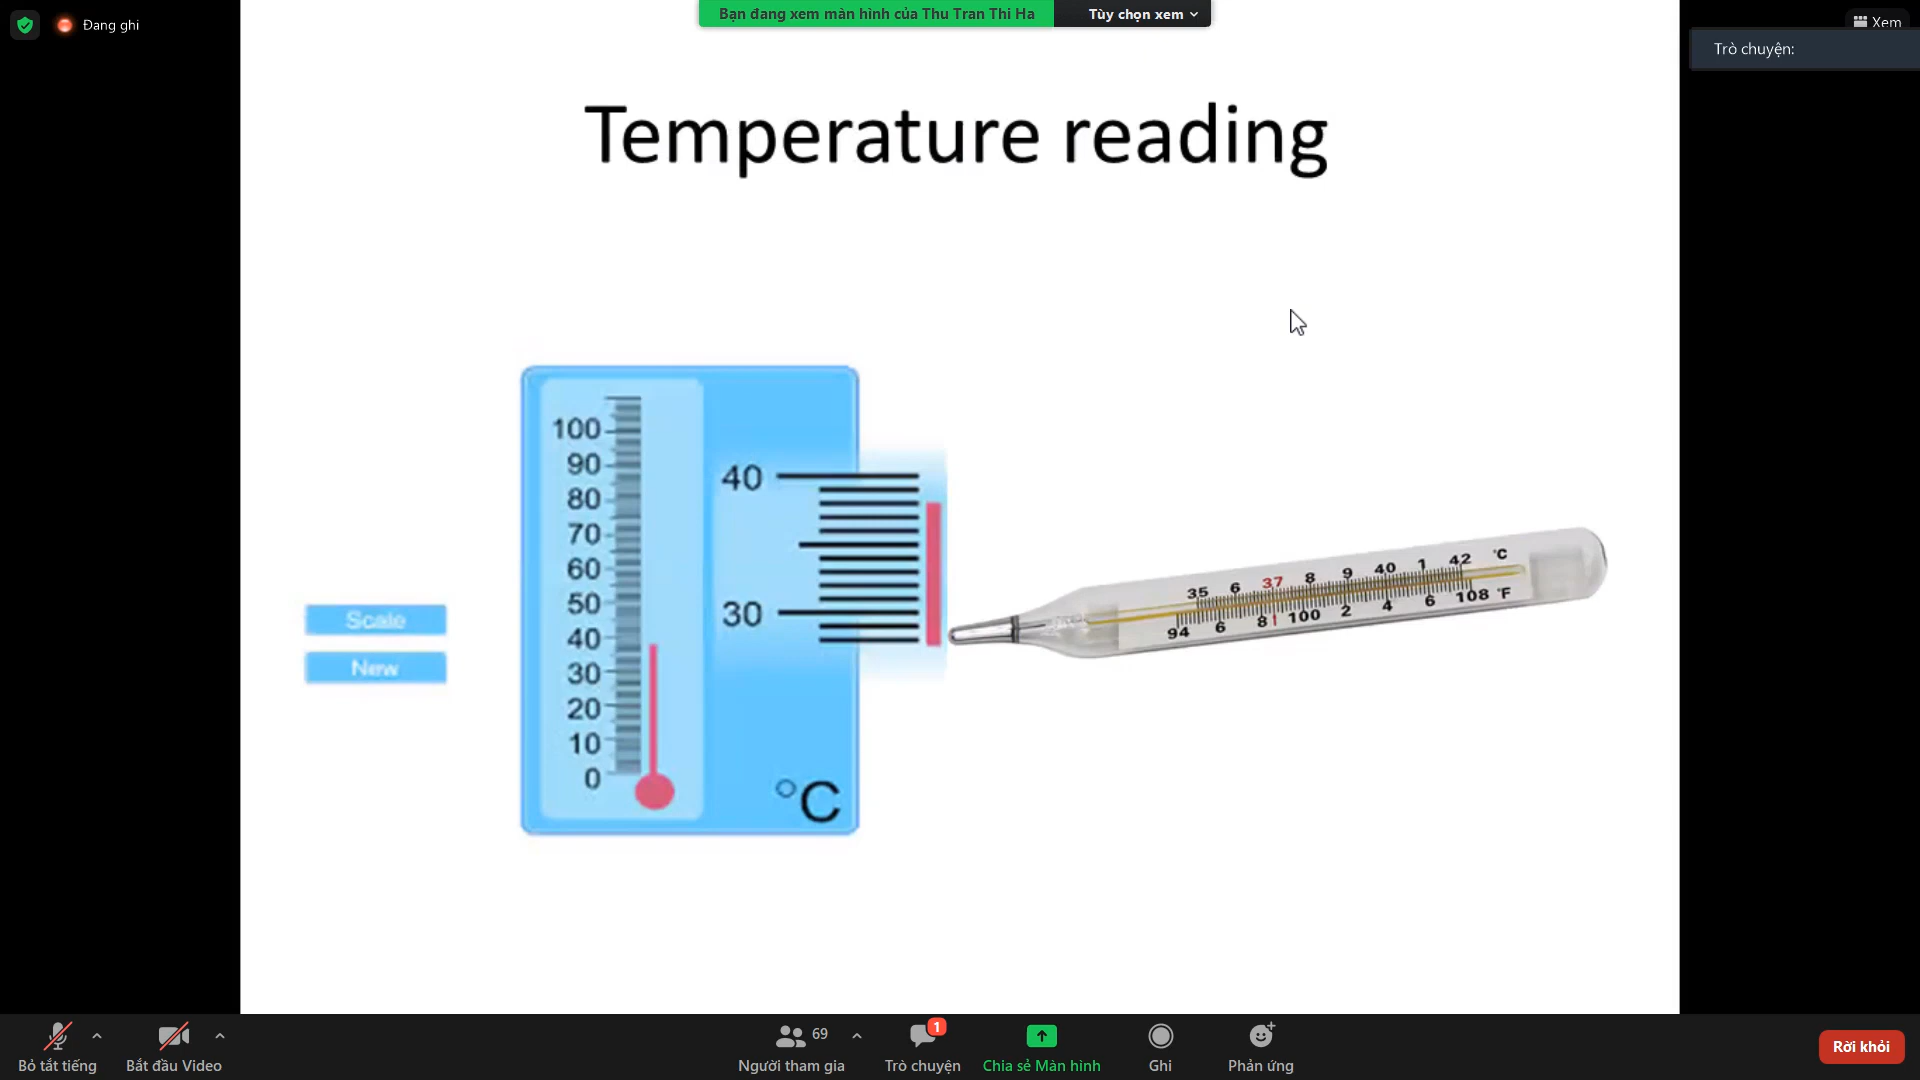 Đang ghi
Bạn đang xem màn hình của Thu Tran Thi Ha
Tùy chọn xem
Xem
Trò chuyện:
Temperature reading
100
90
80
70
60
50
40
30
20
10
0
40
30
°C
Scale
New
35 6 37 8 9 40 1 42 °C
94 6 8 100 2 4 6 108 °F
Bỏ tắt tiếng
Bắt đầu Video
69
Người tham gia
1
Trò chuyện
Chia sẻ Màn hình
Ghi
Phản ứng
Rời khỏi